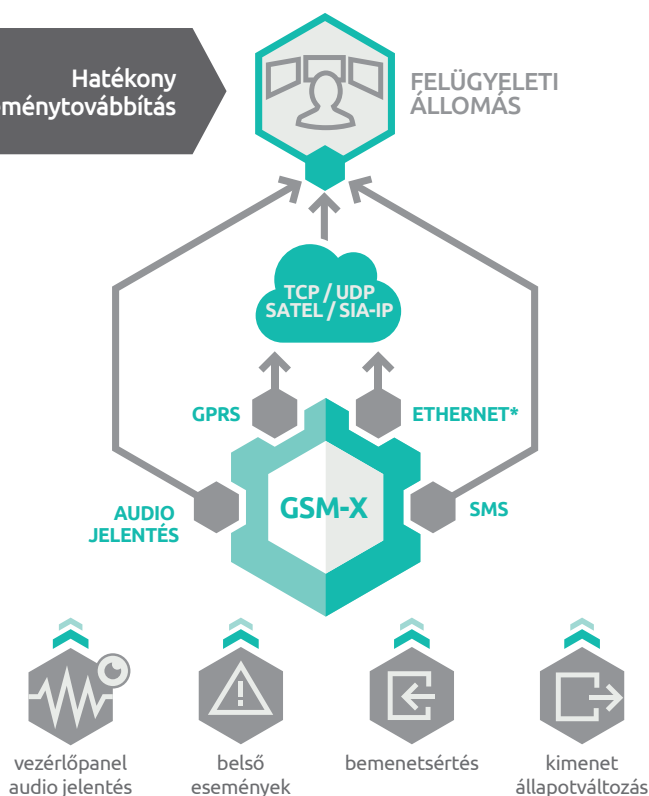 Hatékony
FELÜGYELETI
ÁLLOMÁS
TCP / UDP
SATEL / SIA-IP
GPRS
ETHERNET*
GSM-X
AUDIO
JELENTÉS
SMS
vezérlőpanel
audio jelentés
belső
események
bemenetsértés
kimenet
állapotváltozás